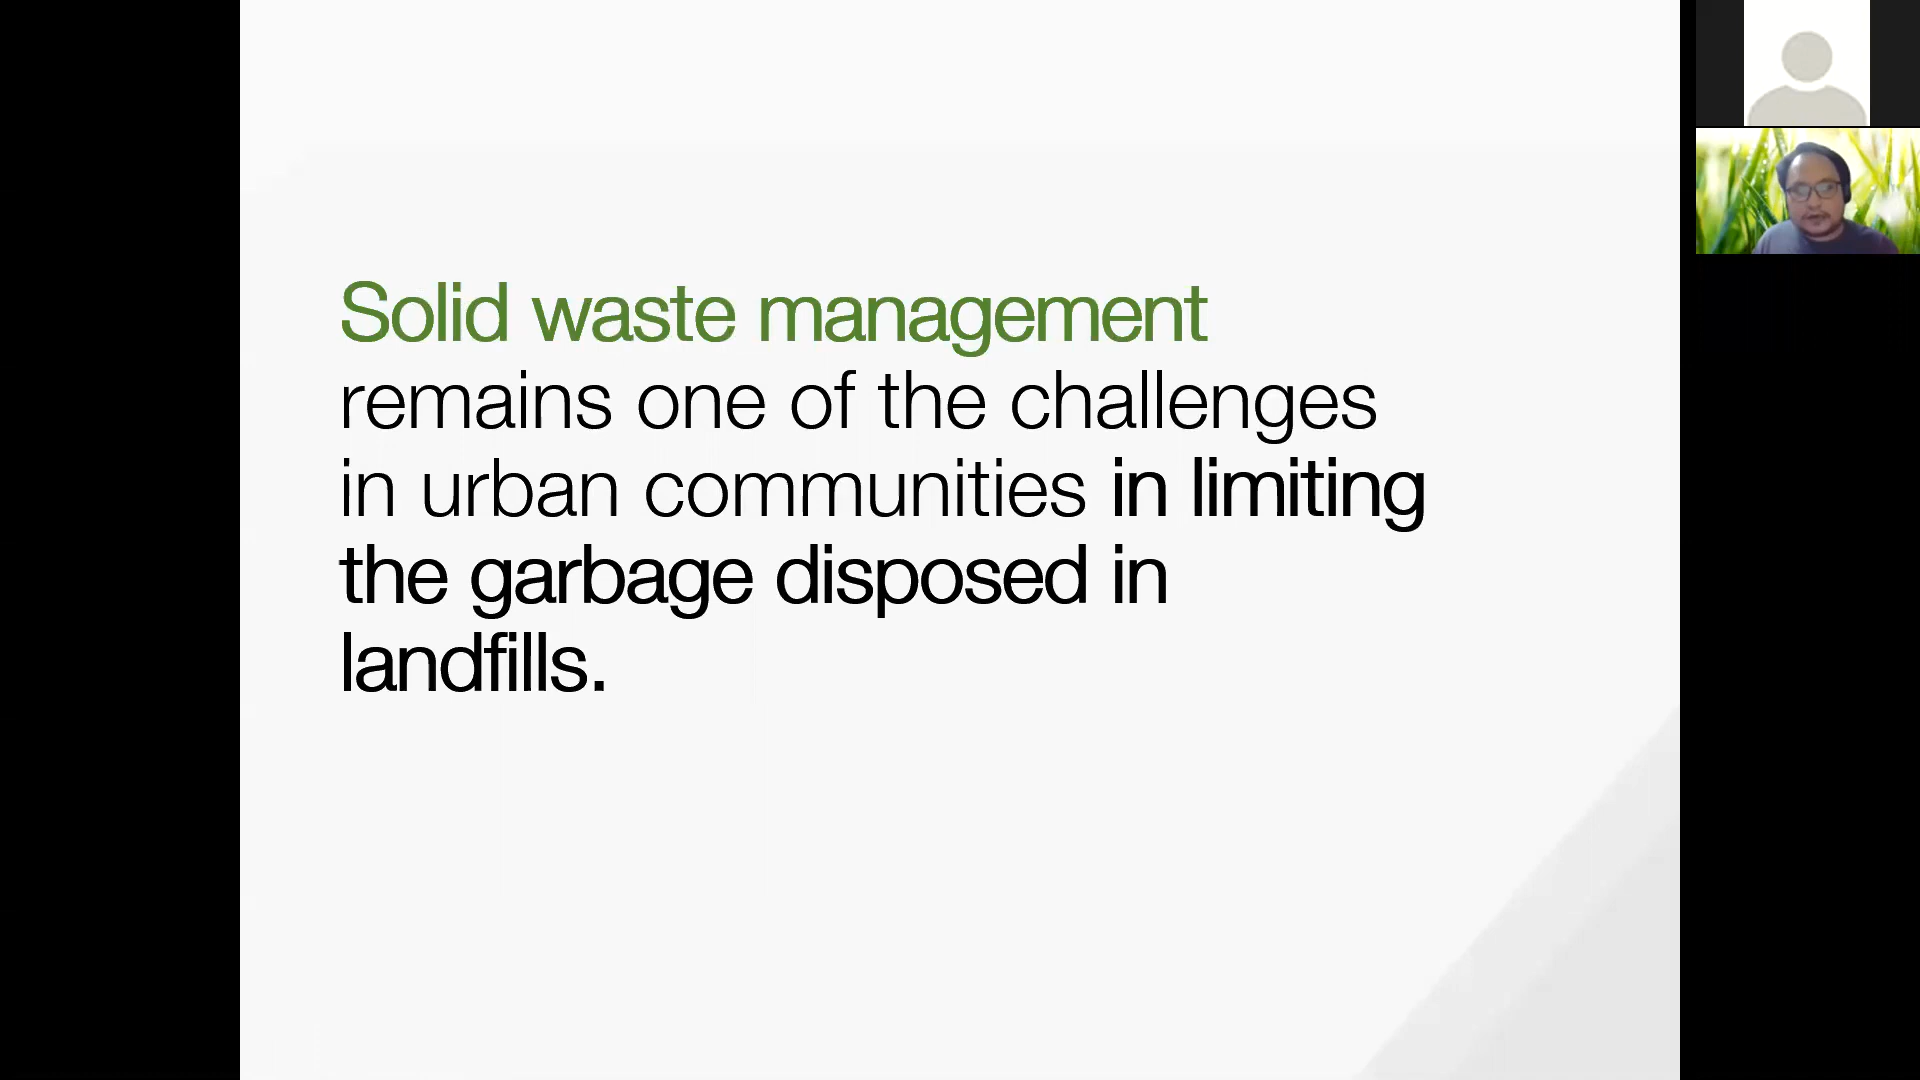 Solid waste management
remains one of the challenges
in urban communities in limiting
the garbage disposed in
landfills.